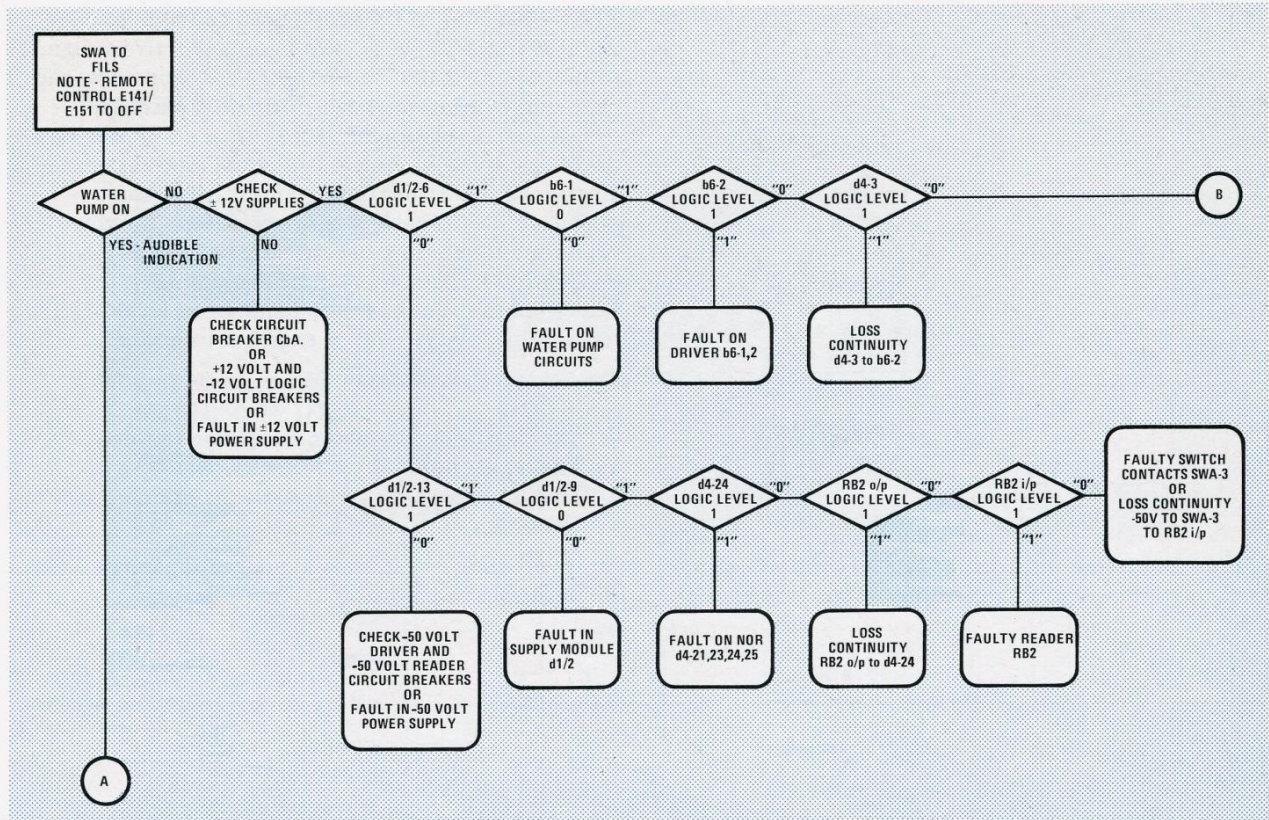 SWA TO
FILS
NOTE - REMOTE
CONTROL E141/
E151 TO OFF
WATER
PUMP ON
NO
YES - AUDIBLE
INDICATION
CHECK
± 12V SUPPLIES
YES
NO
d1/2-6
LOGIC LEVEL
1
"1"
"0"
b6-1
LOGIC LEVEL
0
"1"
"0"
b6-2
LOGIC LEVEL
1
"0"
"1"
d4-3
LOGIC LEVEL
1
"0"
"1"
B
CHECK CIRCUIT
BREAKER CbA.
OR
+12 VOLT AND
-12 VOLT LOGIC
CIRCUIT BREAKERS
OR
FAULT IN ±12 VOLT
POWER SUPPLY
FAULT ON
WATER PUMP
CIRCUITS
FAULT ON
DRIVER b6-1,2
LOSS
CONTINUITY
d4-3 to b6-2
d1/2-13
LOGIC LEVEL
1
"1'
"0"
d1/2-9
LOGIC LEVEL
0
"1"
"0"
d4-24
LOGIC LEVEL
1
"0"
"1"
RB2 o/p
LOGIC LEVEL
1
"0"
"1"
RB2 i/p
LOGIC LEVEL
1
"0"
"1"
FAULTY SWITCH
CONTACTS SWA-3
OR
LOSS CONTINUITY
-50V TO SWA-3
TO RB2 i/p
CHECK-50 VOLT
DRIVER AND
-50 VOLT READER
CIRCUIT BREAKERS
OR
FAULT IN-50 VOLT
POWER SUPPLY
FAULT IN
SUPPLY MODULE
d1/2
FAULT ON NOR
d4-21,23,24,25
LOSS
CONTINUITY
RB2 o/p to d4-24
FAULTY READER
RB2
A